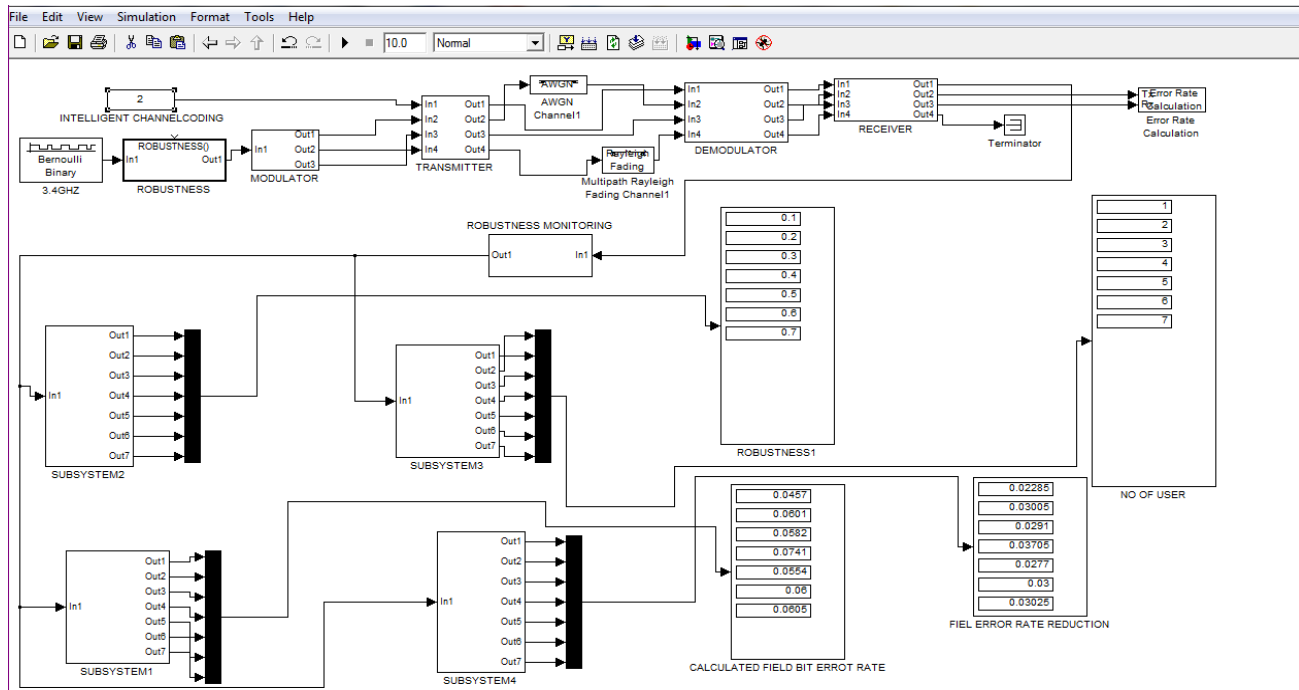 File Edit View Simulation Format Tools Help
10.0 Normal
2
INTELLIGENT CHANNELCODING
Bernoulli
Binary
3.4GHZ
ROBUSTNESS()
In1 Out1
ROBUSTNESS
In1
Out1
Out2
Out3
MODULATOR
In1 Out1
In2 Out2
In3 Out3
In4 Out4
TRANSMITTER
AWGN
AWGN
Channel1
Rayleigh
Fading
Multipath Rayleigh
Fading Channel1
In1 Out1
In2 Out2
In3 Out3
In4 Out4
DEMODULATOR
In1 Out1
In2 Out2
In3 Out3
In4 Out4
RECEIVER
Terminator
Tx Error Rate
Rx Calculation
Error Rate
Calculation
ROBUSTNESS MONITORING
Out1 In1
0.1
0.2
0.3
0.4
0.5
0.6
0.7
ROBUSTNESS1
1
2
3
4
5
6
7
NO OF USER
In1
Out1
Out2
Out3
Out4
Out5
Out6
Out7
SUBSYSTEM2
In1
Out1
Out2
Out3
Out4
Out5
Out6
Out7
SUBSYSTEM3
In1
Out1
Out2
Out3
Out4
Out5
Out6
Out7
SUBSYSTEM1
In1
Out1
Out2
Out3
Out4
Out5
Out6
Out7
SUBSYSTEM4
0.0457
0.0601
0.0582
0.0741
0.0554
0.06
0.0605
CALCULATED FIELD BIT ERROT RATE
0.02285
0.03005
0.0291
0.03705
0.0277
0.03
0.03025
FIEL ERROR RATE REDUCTION